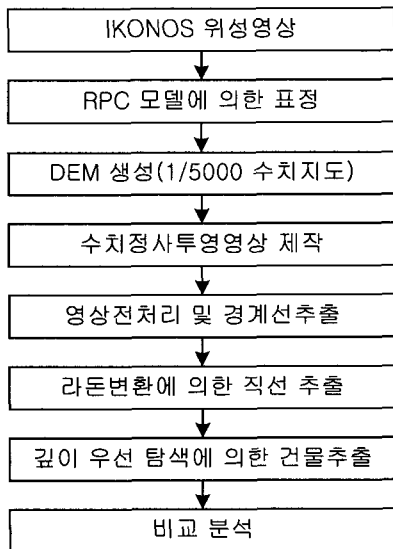 IKONOS 위성영상
RPC 모델에 의한 표정
DEM 생성(1/5000 수치지도)
수치정사투영영상 제작
영상전처리 및 경계선추출
라돈변환에 의한 직선 추출
깊이 우선 탐색에 의한 건물추출
비교 분석